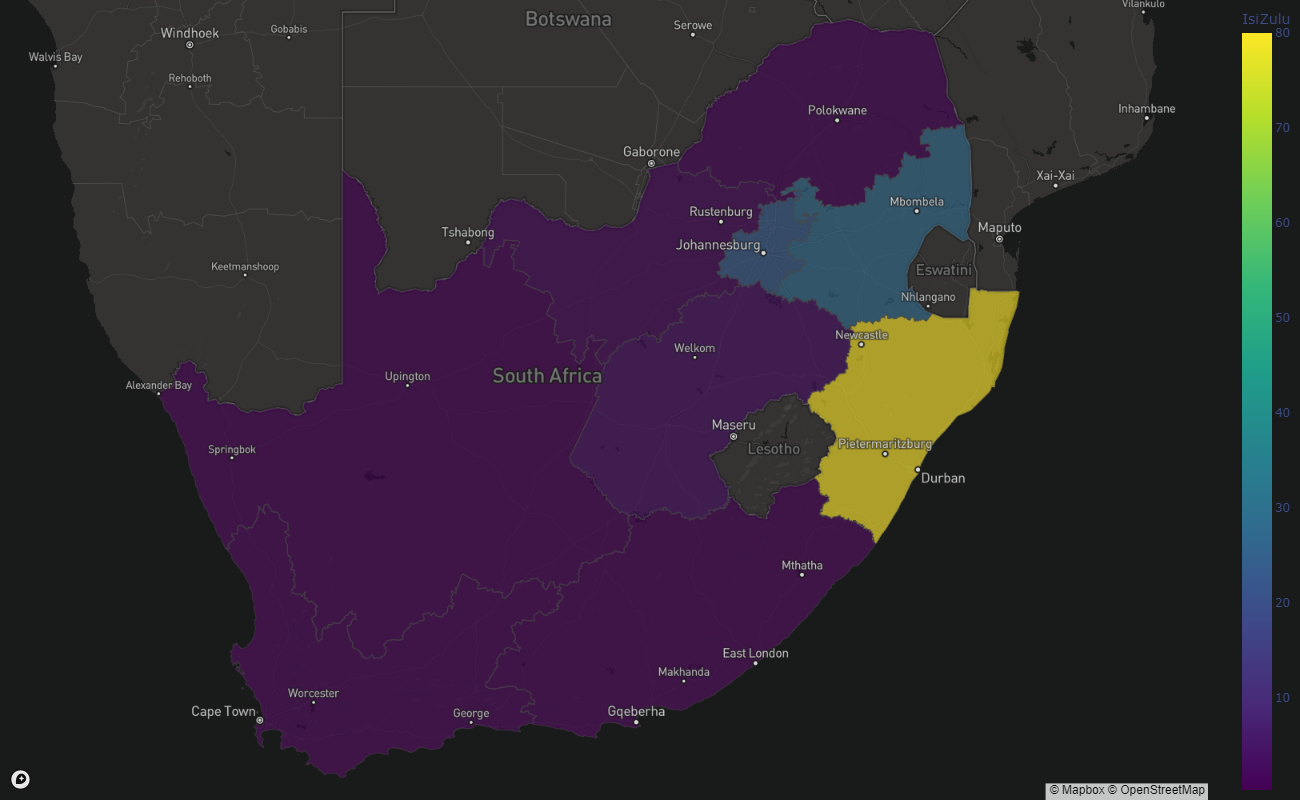 Vilankulo
Botswana
IsiZulu
Windhoek
Gobabis
Serowe
80
Walvis Bay
Rehoboth
Polokwane
Inhambane
70
Gaborone
Xai-Xai
Rustenburg
Mbombela
60
Tshabong
Johannesburg
Maputo
Keetmanshoop
Eswatini
Nhlangano
50
Newcastle
Welkom
Upington
South Africa
Alexander Bay
40
Maseru
Springbok
Lesotho
Pietermaritzburg
Durban
30
Mthatha
20
East London
Makhanda
Worcester
10
Cape Town
George
Gqeberha
© Mapbox © OpenStreetMap